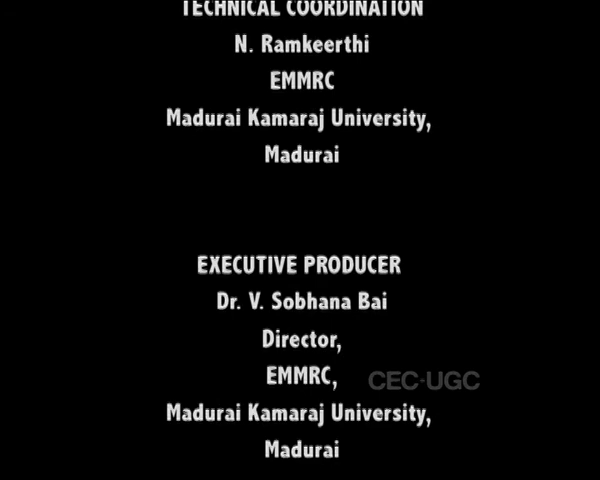 TECHNICAL COORDINATION
N. Ramkeerthi
EMMRC
Madurai Kamaraj University,
Madurai
EXECUTIVE PRODUCER
Dr. V. Sobhana Bai
Director,
EMMRC,
CEC-UGC
Madurai Kamaraj University,
Madurai